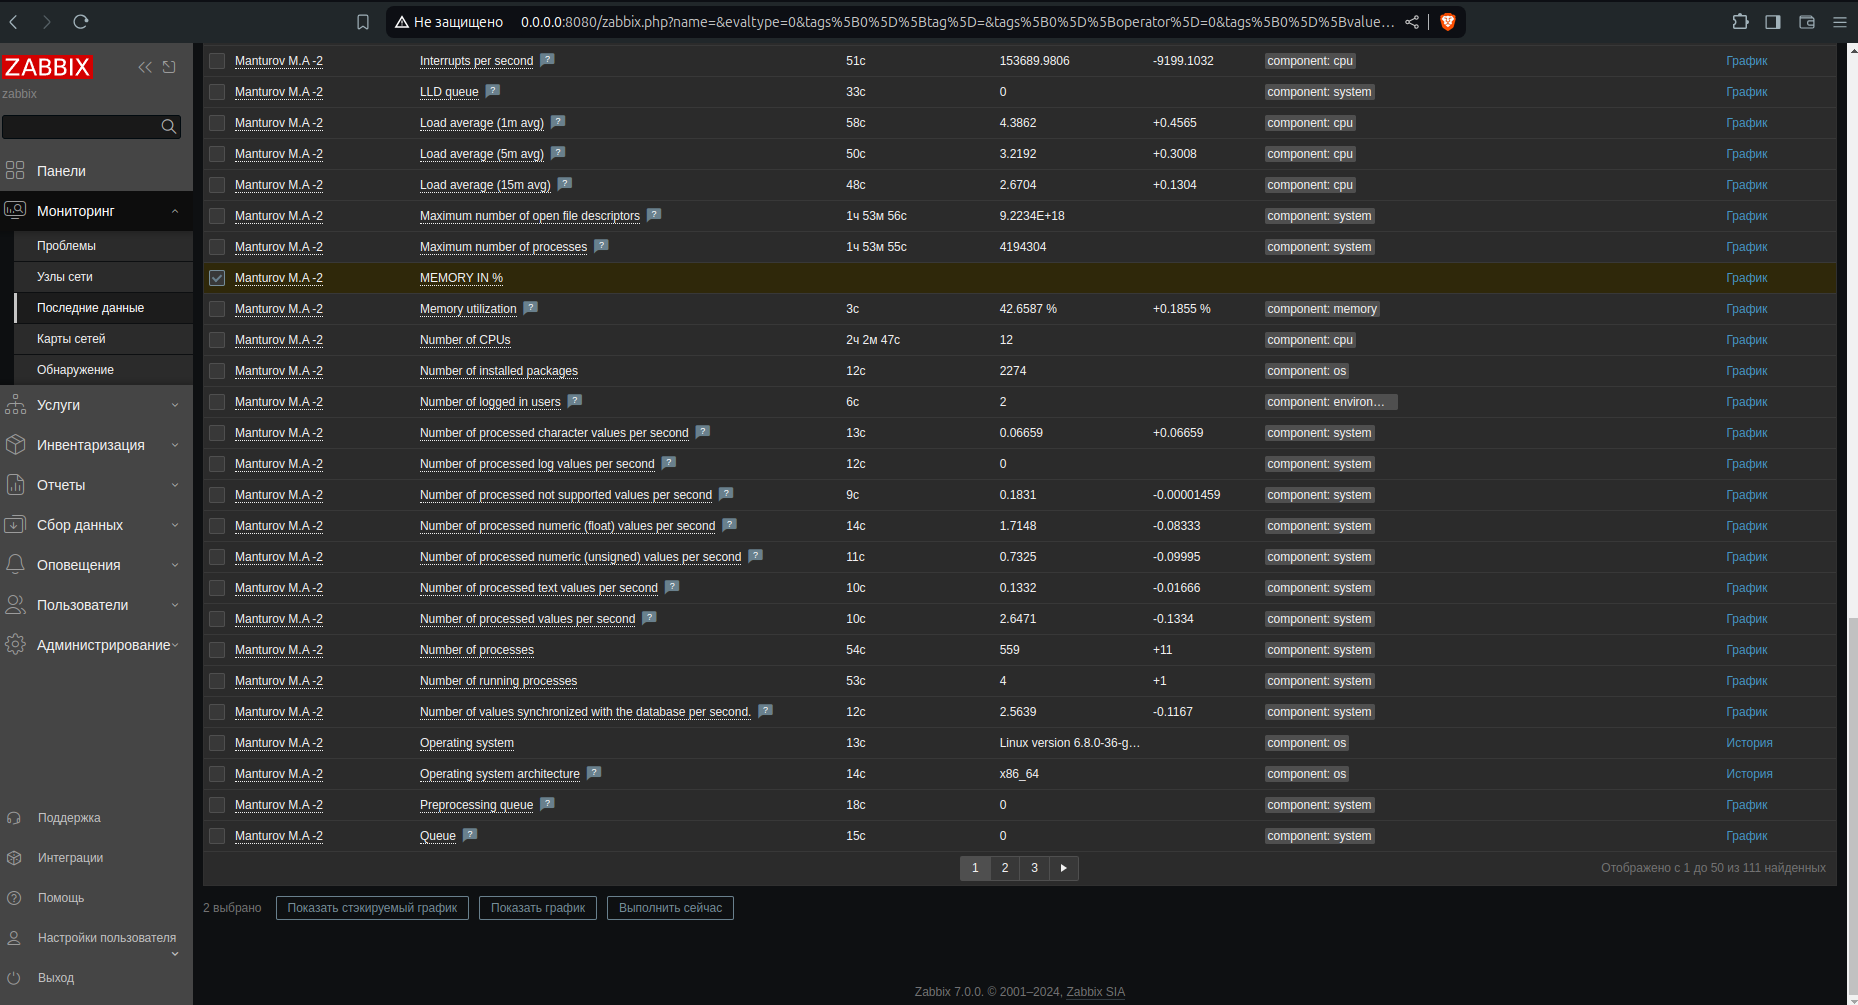 Не защищено 0.0.0.0:8080/zabbix.php?name=&evaltype=0&tags%5B0%5D%5Btag%5D=&tags%5B0%5D%5Boperator%5D=0&tags%5B0%5D%5Bvalue...
ZABBIX
zabbix
Панели
Мониторинг
Проблемы
Узлы сети
Последние данные
Карты сетей
Обнаружение
Услуги
Инвентаризация
Отчеты
Сбор данных
Оповещения
Пользователи
Администрирование
Поддержка
Интеграции
Помощь
Настройки пользователя
Выход
Manturov M.A -2 Interrupts per second ? 51с 153689.9806 -9199.1032 component: cpu График
Manturov M.A -2 LLD queue ? 33с 0 component: system График
Manturov M.A -2 Load average (1m avg) ? 58с 4.3862 +0.4565 component: cpu График
Manturov M.A -2 Load average (5m avg) ? 50с 3.2192 +0.3008 component: cpu График
Manturov M.A -2 Load average (15m avg) ? 48с 2.6704 +0.1304 component: cpu График
Manturov M.A -2 Maximum number of open file descriptors ? 1ч 53м 56с 9.2234E+18 component: system График
Manturov M.A -2 Maximum number of processes ? 1ч 53м 55с 4194304 component: system График
Manturov M.A -2 MEMORY IN % График
Manturov M.A -2 Memory utilization ? 3с 42.6587 % +0.1855 % component: memory График
Manturov M.A -2 Number of CPUs 2ч 2м 47с 12 component: cpu График
Manturov M.A -2 Number of installed packages 12с 2274 component: os График
Manturov M.A -2 Number of logged in users ? 6с 2 component: environ... График
Manturov M.A -2 Number of processed character values per second ? 13с 0.06659 +0.06659 component: system График
Manturov M.A -2 Number of processed log values per second ? 12с 0 component: system График
Manturov M.A -2 Number of processed not supported values per second ? 9с 0.1831 -0.00001459 component: system График
Manturov M.A -2 Number of processed numeric (float) values per second ? 14с 1.7148 -0.08333 component: system График
Manturov M.A -2 Number of processed numeric (unsigned) values per second ? 11с 0.7325 -0.09995 component: system График
Manturov M.A -2 Number of processed text values per second ? 10с 0.1332 -0.01666 component: system График
Manturov M.A -2 Number of processed values per second ? 10с 2.6471 -0.1334 component: system График
Manturov M.A -2 Number of processes 54с 559 +11 component: system График
Manturov M.A -2 Number of running processes 53с 4 +1 component: system График
Manturov M.A -2 Number of values synchronized with the database per second. ? 12с 2.5639 -0.1167 component: system График
Manturov M.A -2 Operating system 13с Linux version 6.8.0-36-g... component: os История
Manturov M.A -2 Operating system architecture ? 14с x86_64 component: os История
Manturov M.A -2 Preprocessing queue ? 18с 0 component: system График
Manturov M.A -2 Queue ? 15с 0 component: system График
1 2 3
Отображено с 1 до 50 из 111 найденных
2 выбрано Показать стэкируемый график Показать график Выполнить сейчас
Zabbix 7.0.0. © 2001–2024, Zabbix SIA